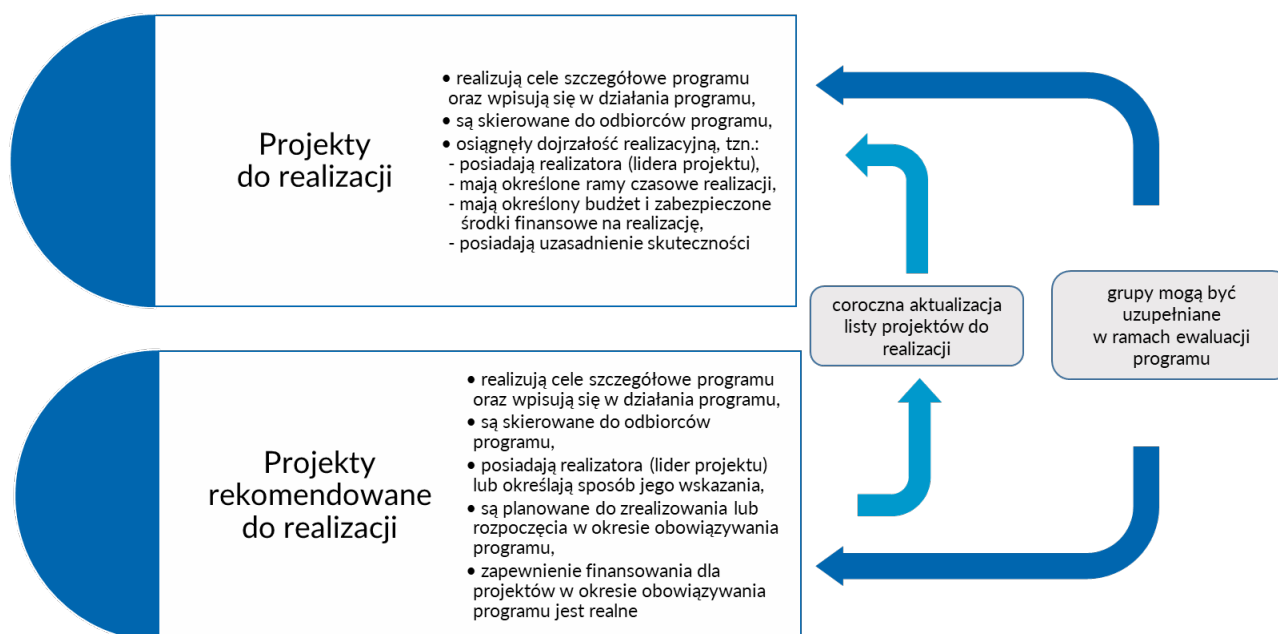 Projekty
do realizacji
• realizują cele szczegółowe programu
oraz wpisują się w działania programu,
• są skierowane do odbiorców programu,
• osiągnęły dojrzałość realizacyjną, tzn.:
- posiadają realizatora (lidera projektu),
- mają określone ramy czasowe realizacji,
- mają określony budżet i zabezpieczone
środki finansowe na realizację,
- posiadają uzasadnienie skuteczności
coroczna aktualizacja
listy projektów do
realizacji
grupy mogą być
uzupełniane
w ramach ewaluacji
programu
Projekty
rekomendowane
do realizacji
• realizują cele szczegółowe programu
oraz wpisują się w działania programu,
• są skierowane do odbiorców
programu,
• posiadają realizatora (lider projektu)
lub określają sposób jego wskazania,
• są planowane do zrealizowania lub
rozpoczęcia w okresie obowiązywania
programu,
• zapewnienie finansowania dla
projektów w okresie obowiązywania
programu jest realne